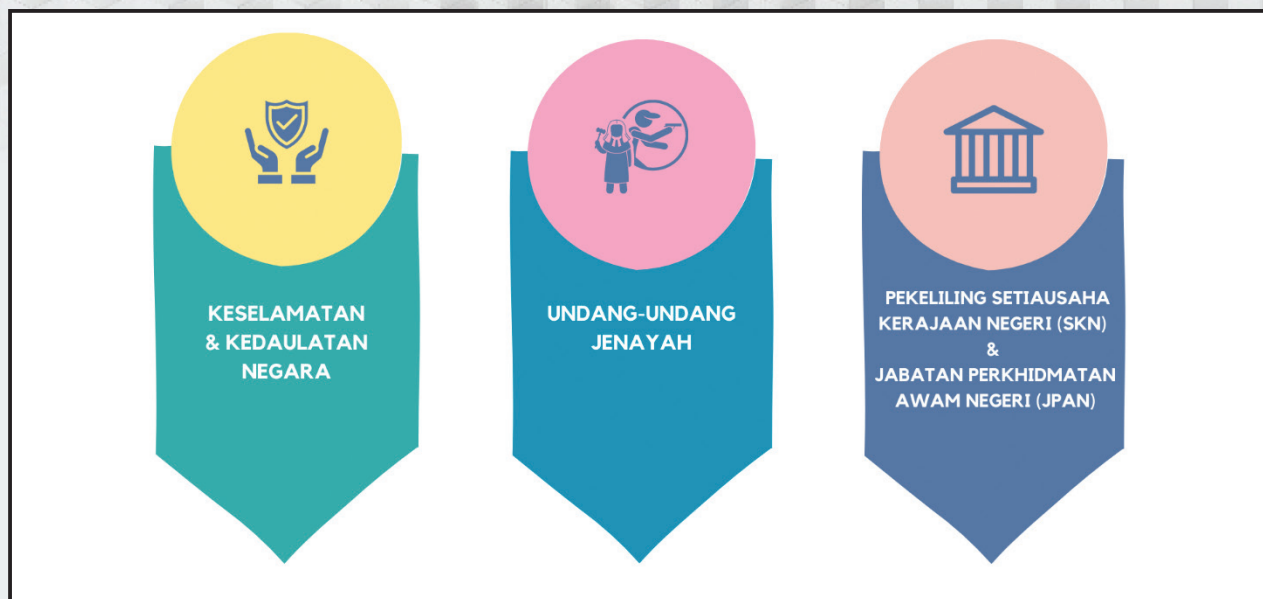 KESELAMATAN
& KEDAULATAN
NEGARA
UNDANG-UNDANG
JENAYAH
PEKELILING SETIAUSAHA
KERAJAAN NEGERI (SKN)
&
JABATAN PERKHIDMATAN
AWAM NEGERI (JPAN)